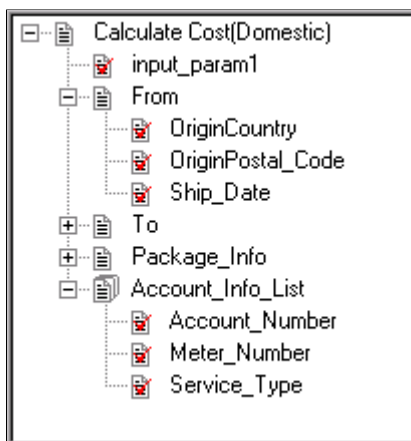 Calculate Cost(Domestic)
input_param1
From
OriginCountry
OriginPostal_Code
Ship_Date
To
Package_Info
Account_Info_List
Account_Number
Meter_Number
Service_Type